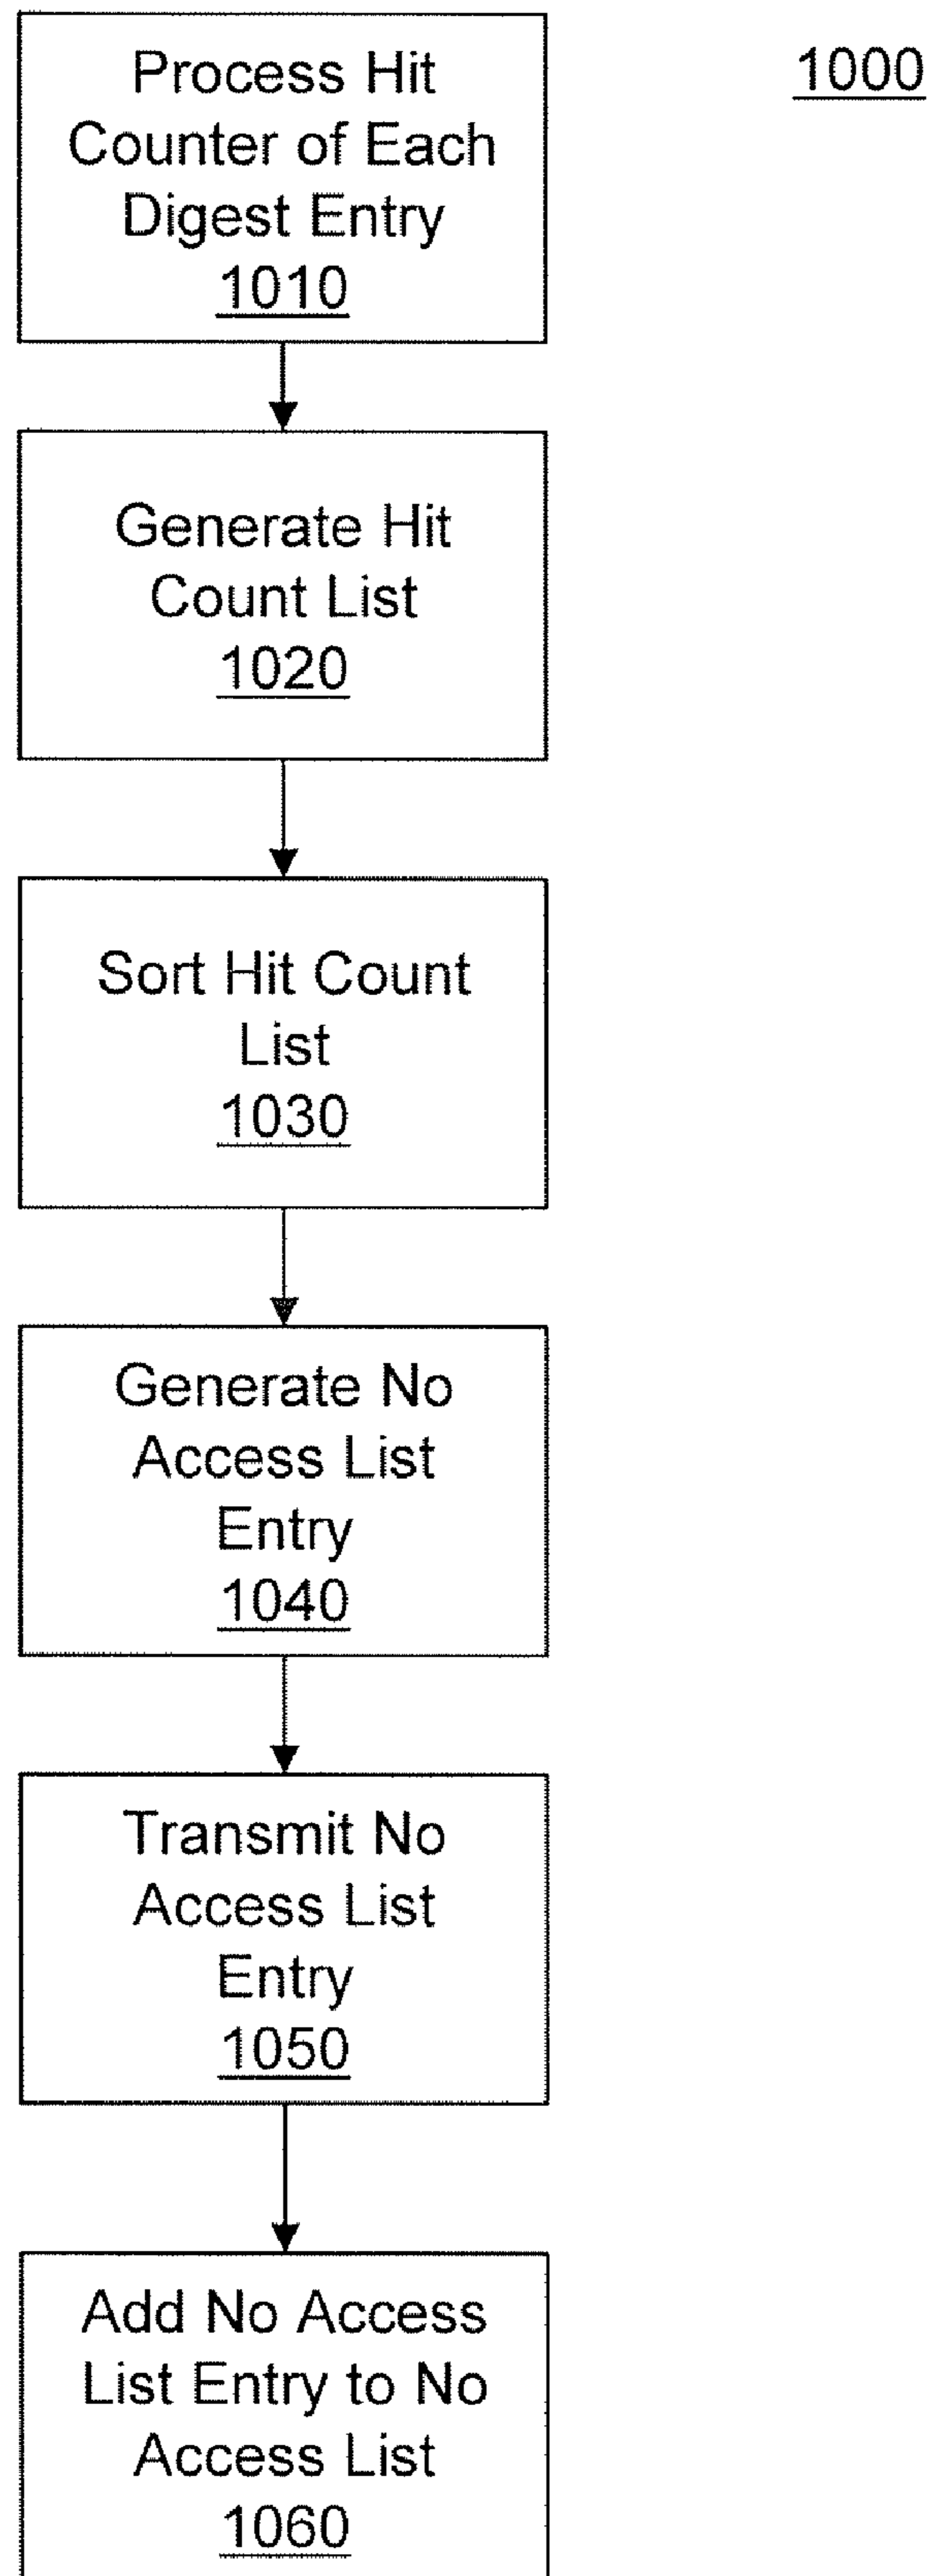 Process Hit
Counter of Each
Digest Entry
1010
1000
Generate Hit
Count List
1020
Sort Hit Count
List
1030
Generate No
Access List
Entry
1040
Transmit No
Access List
Entry
1050
Add No Access
List Entry to No
Access List
1060